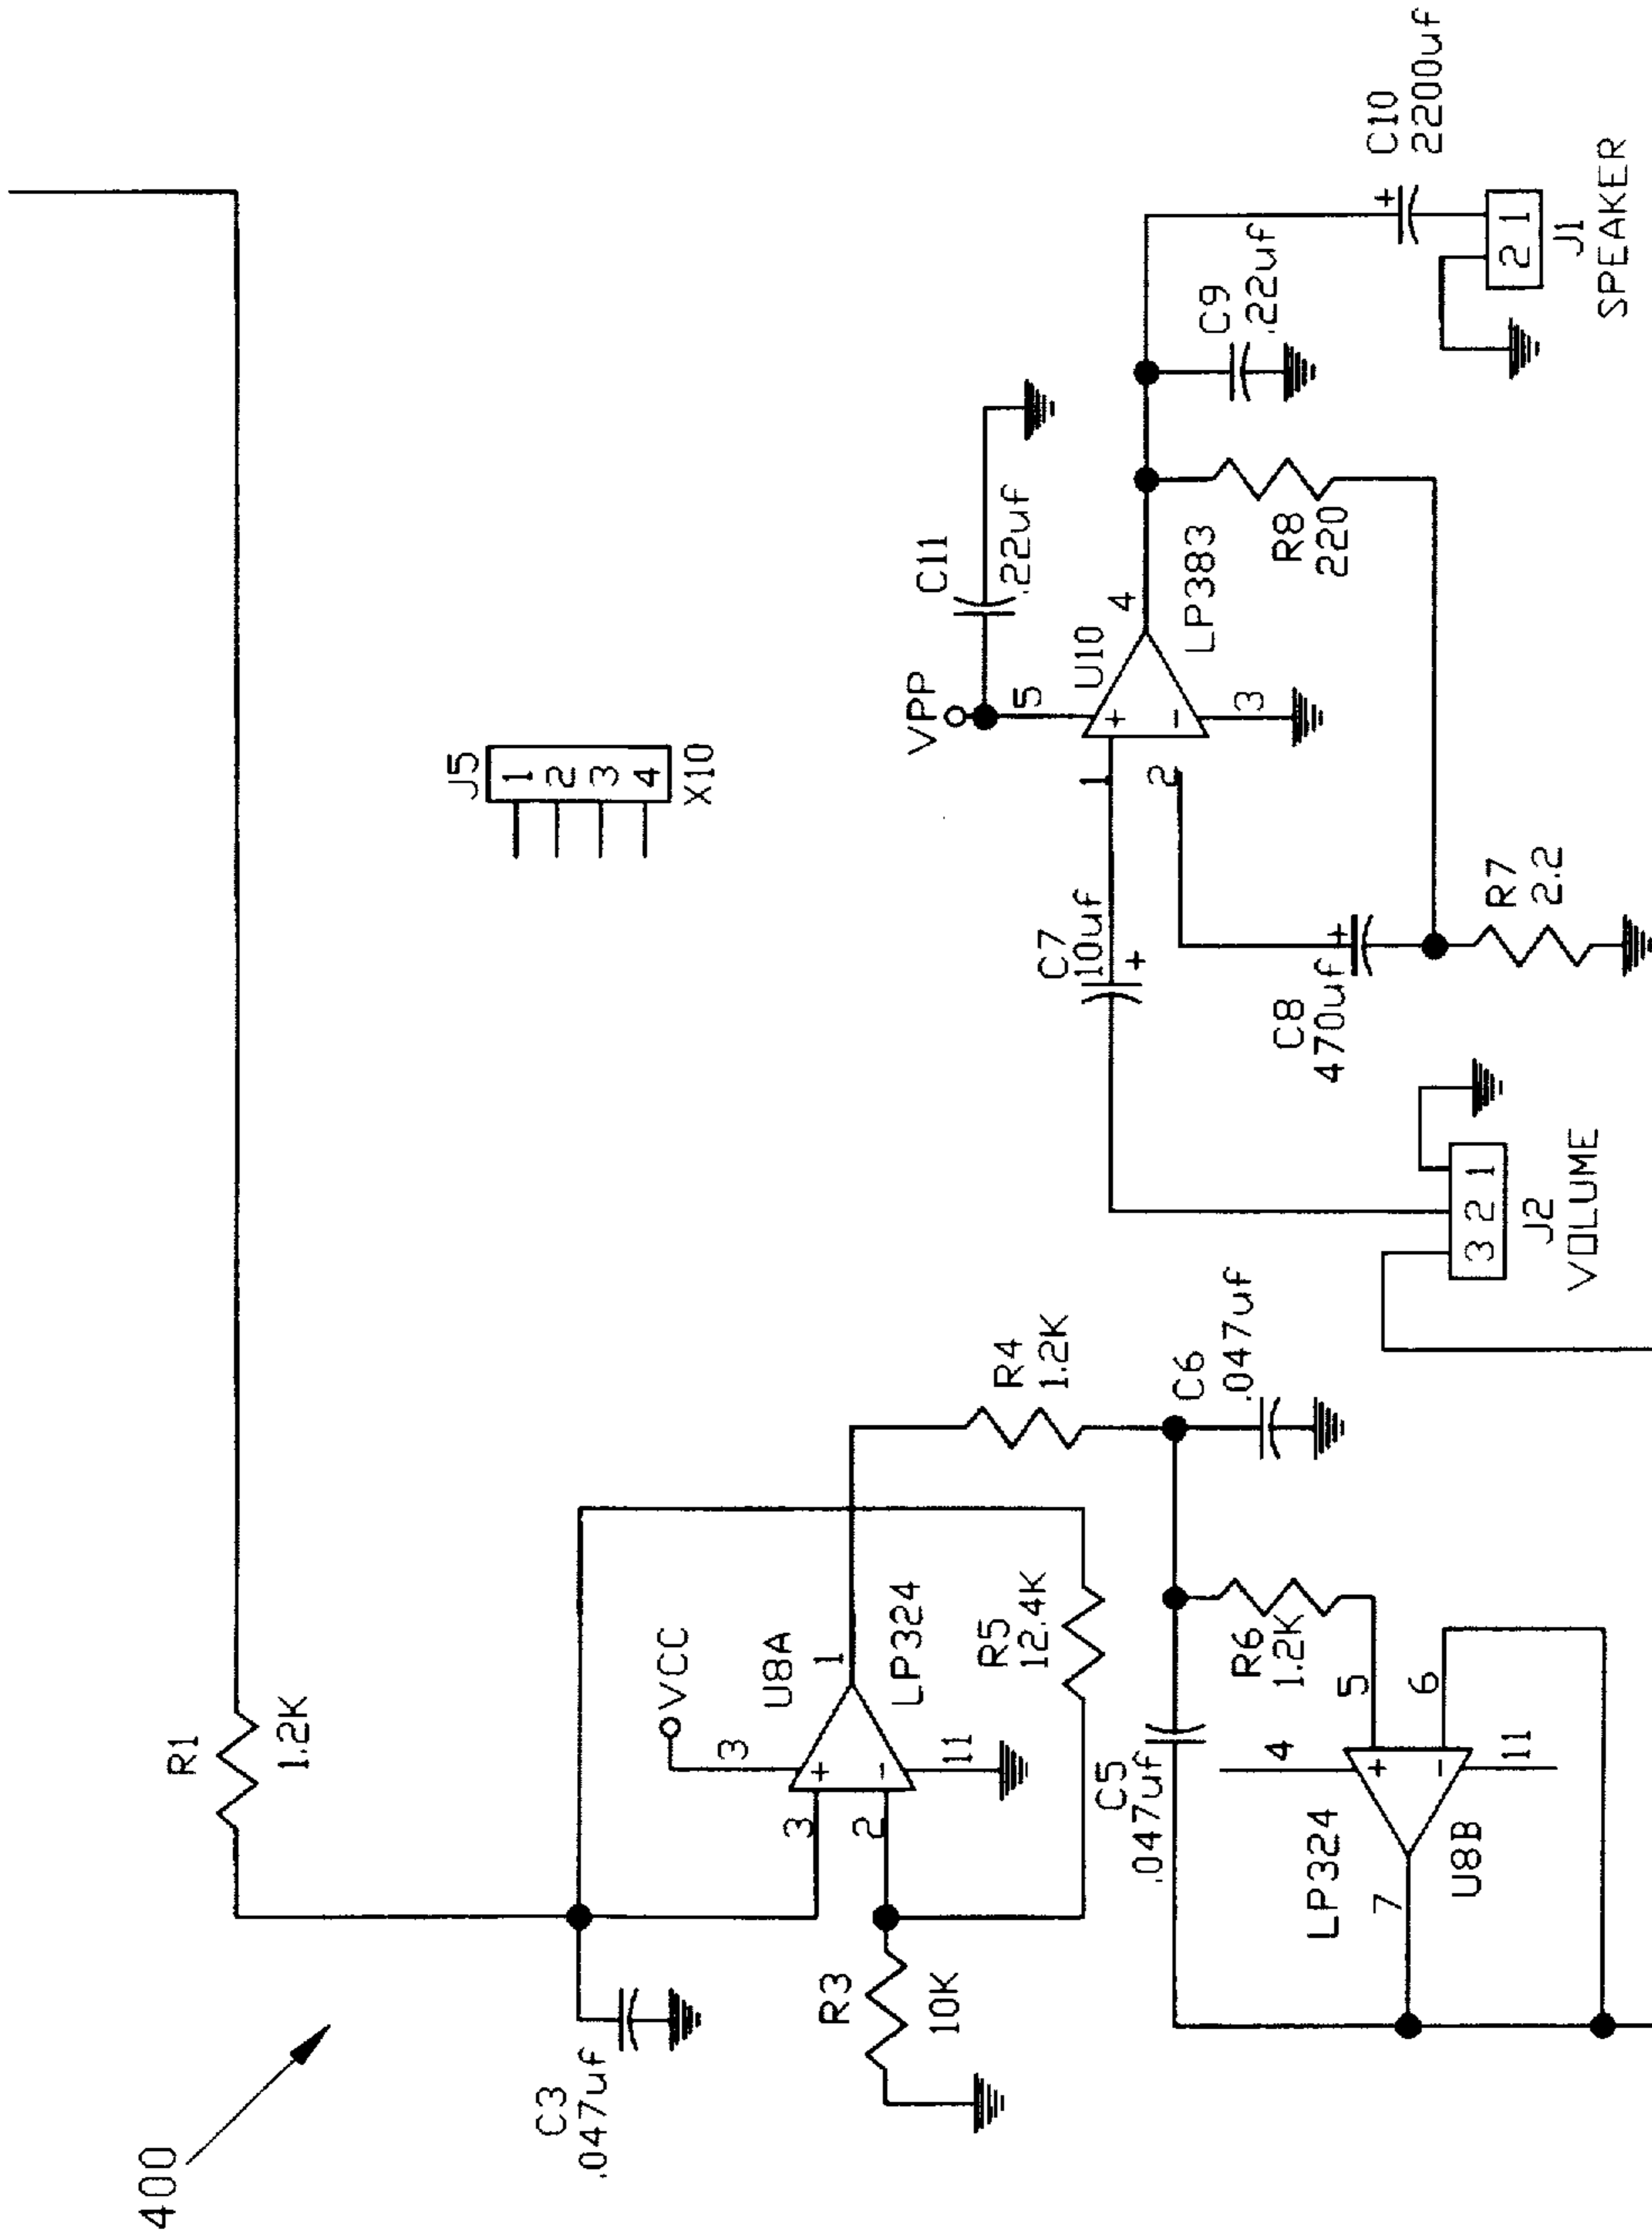 400
R1
1.2K
C3
.047uf
VCC
3
U8A
3
2
1
11
LP324
R3
10K
R5
12.4K
R4
1.2K
C5
.047uf
R6
1.2K
C6
.047uf
4
5
6
7
11
LP324
U8B
J5
1
2
3
4
X10
VPP
5
C11
.22uf
U10
+
-
1
2
3
4
LP383
C7
10uf
+
C8
470uf
+
R7
2.2
R8
220
C9
.22uf
C10
2200uf
+
2 1
J1
SPEAKER
3 2 1
J2
VOLUME
+
-
+
-